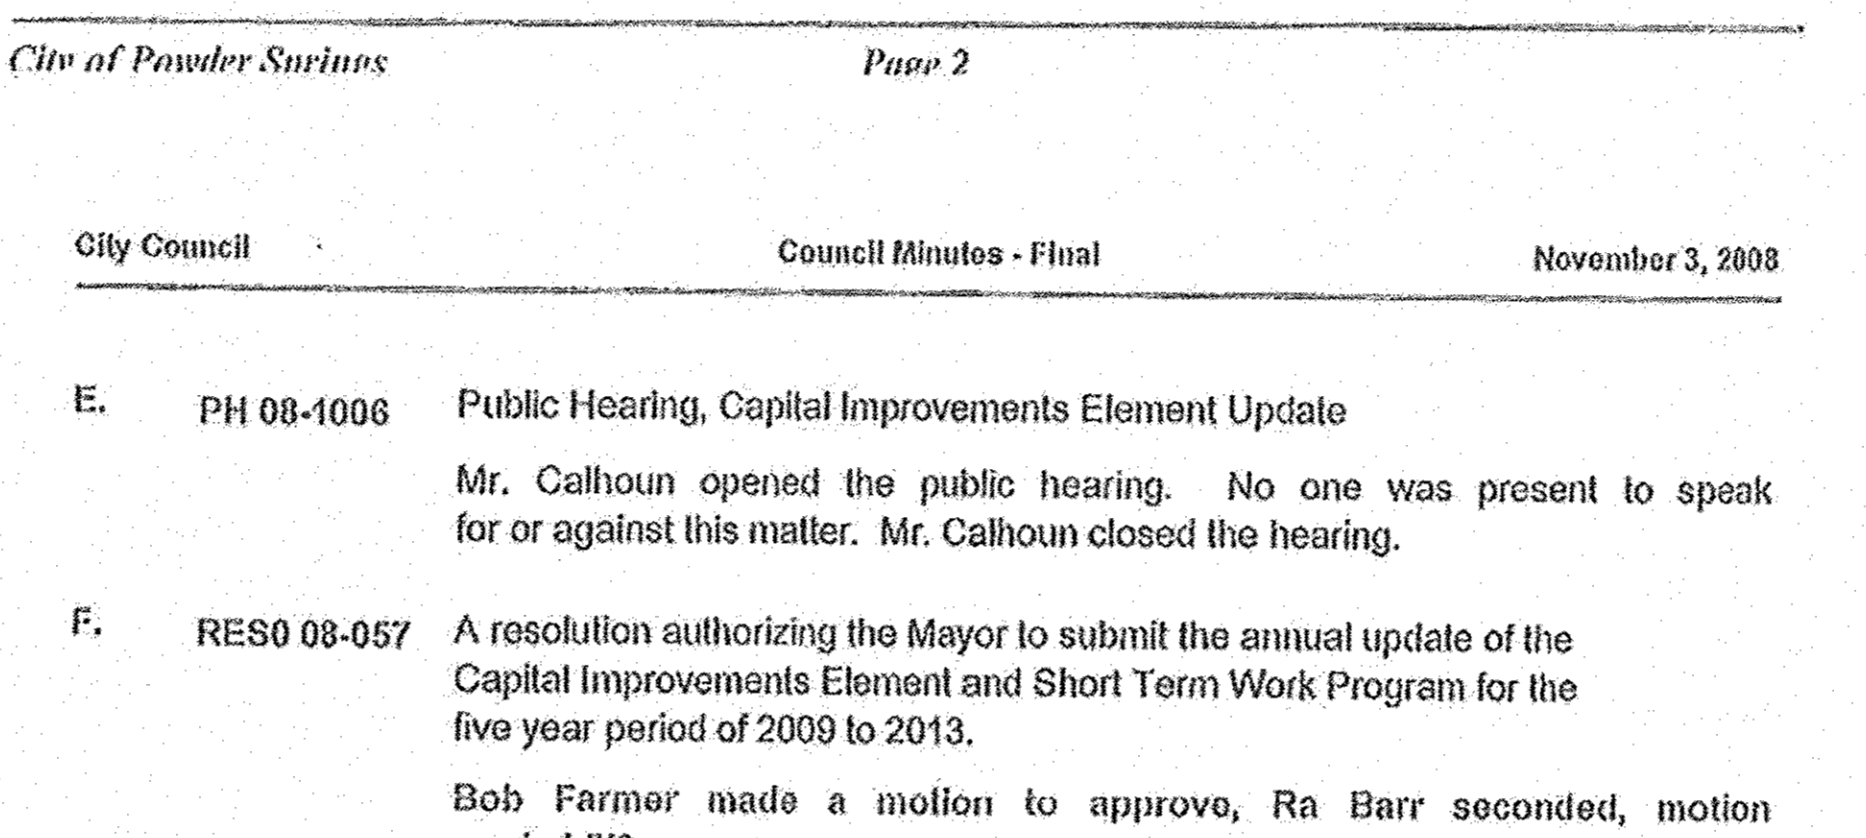 City of Powder Springs Page 2
City Council Council Minutes - Final November 3, 2008
E. PH 08-1006 Public Hearing, Capital Improvements Element Update
Mr. Calhoun opened the public hearing. No one was present to speak
for or against this matter. Mr. Calhoun closed the hearing.
F. RES0 08-057 A resolution authorizing the Mayor to submit the annual update of the
Capital Improvements Element and Short Term Work Program for the
five year period of 2009 to 2013.
Bob Farmer made a motion to approve, Ra Barr seconded, motion